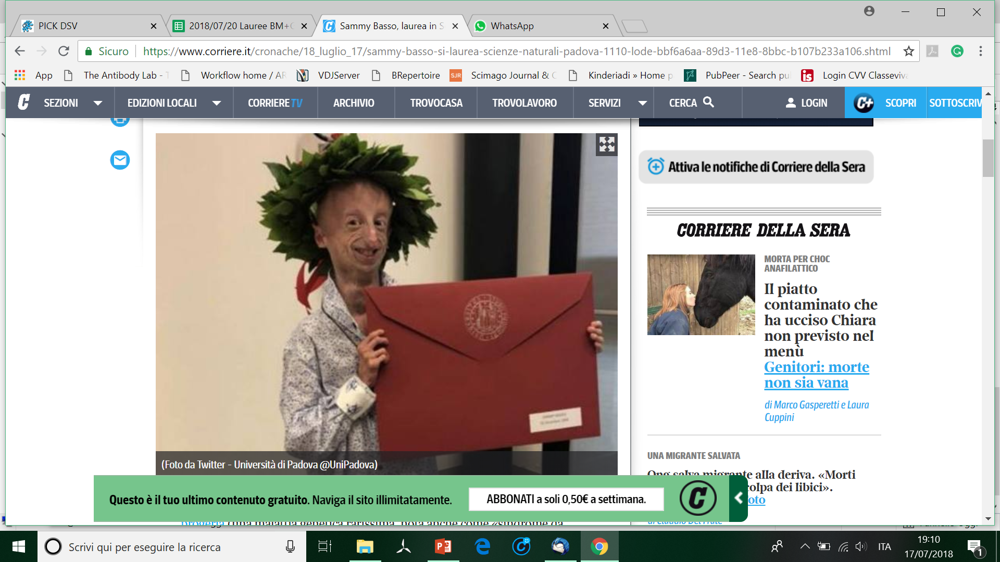 PICK DSV
2018/07/20 Lauree BM+
Sammy Basso, laurea in S
WhatsApp
Sicuro
https://www.corriere.it/cronache/18_luglio_17/sammy-basso-si-laurea-scienze-naturali-padova-1110-lode-bbf6a6aa-89d3-11e8-8bbc-b107b233a106.shtml
App
The Antibody Lab -
Workflow home / AR
VDJServer
BRepertoire
SJR
Scimago Journal &
Kinderiadi » Home p
PubPeer - Search pu
is
Login CVV Classeviv
C
SEZIONI
EDIZIONI LOCALI
CORRIERE TV
ARCHIVIO
TROVOCASA
TROVOLAVORO
SERVIZI
CERCA
LOGIN
C+
SCOPRI
SOTTOSCRIV
(Foto da Twitter - Università di Padova @UniPadova)
Attiva le notifiche di Corriere della Sera
CORRIERE DELLA SERA
MORTA PER CHOC
ANAFILATTICO
Il piatto
contaminato che
ha ucciso Chiara
non previsto nel
menù
Genitori: morte
non sia vana
di Marco Gasperetti e Laura
Cuppini
UNA MIGRANTE SALVATA
Ong salva migrante alla deriva. «Morti
colpa dei libici».
oto
Questo è il tuo ultimo contenuto gratuito. Naviga il sito illimitatamente.
ABBONATI a soli 0,50€ a settimana.
C
Scrivi qui per eseguire la ricerca
ITA
19:10
17/07/2018
1